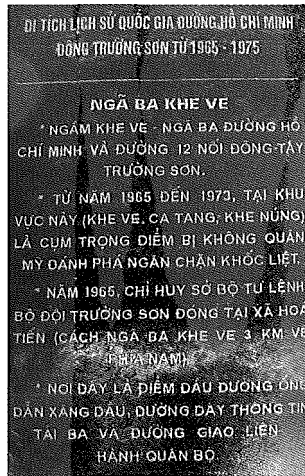 DI TÍCH LỊCH SỬ QUỐC GIA ĐƯỜNG HỒ CHÍ MINH
ĐÔNG TRƯỜNG SƠN TỪ 1965 - 1975
NGÃ BA KHE VE
* NGẦM KHE VE - NGÃ BA ĐƯỜNG HỒ
CHÍ MINH VÀ ĐƯỜNG 12 NỐI ĐÔNG-TÂY
TRƯỜNG SƠN.
* TỪ NĂM 1965 ĐẾN 1973, TẠI KHU
VỰC NÀY (KHE VE, CA TANG, KHE NÚNG)
LÀ CỤM TRỌNG ĐIỂM BỊ KHÔNG QUÂN
MỸ ĐÁNH PHÁ NGĂN CHẶN KHỐC LIỆT.
* NĂM 1965, CHỈ HUY SỞ BỘ TƯ LỆNH
BỘ ĐỘI TRƯỜNG SƠN ĐÓNG TẠI XÃ HÓA
TIẾN (CÁCH NGÃ BA KHE VE 3 KM VỀ
PHÍA NAM)
* NƠI ĐÂY LÀ ĐIỂM ĐẦU ĐƯỜNG ỐNG
DẪN XĂNG DẦU, ĐƯỜNG DÂY THÔNG TIN
TẢI BA VÀ ĐƯỜNG GIAO LIÊN
HÀNH QUÂN BỘ.